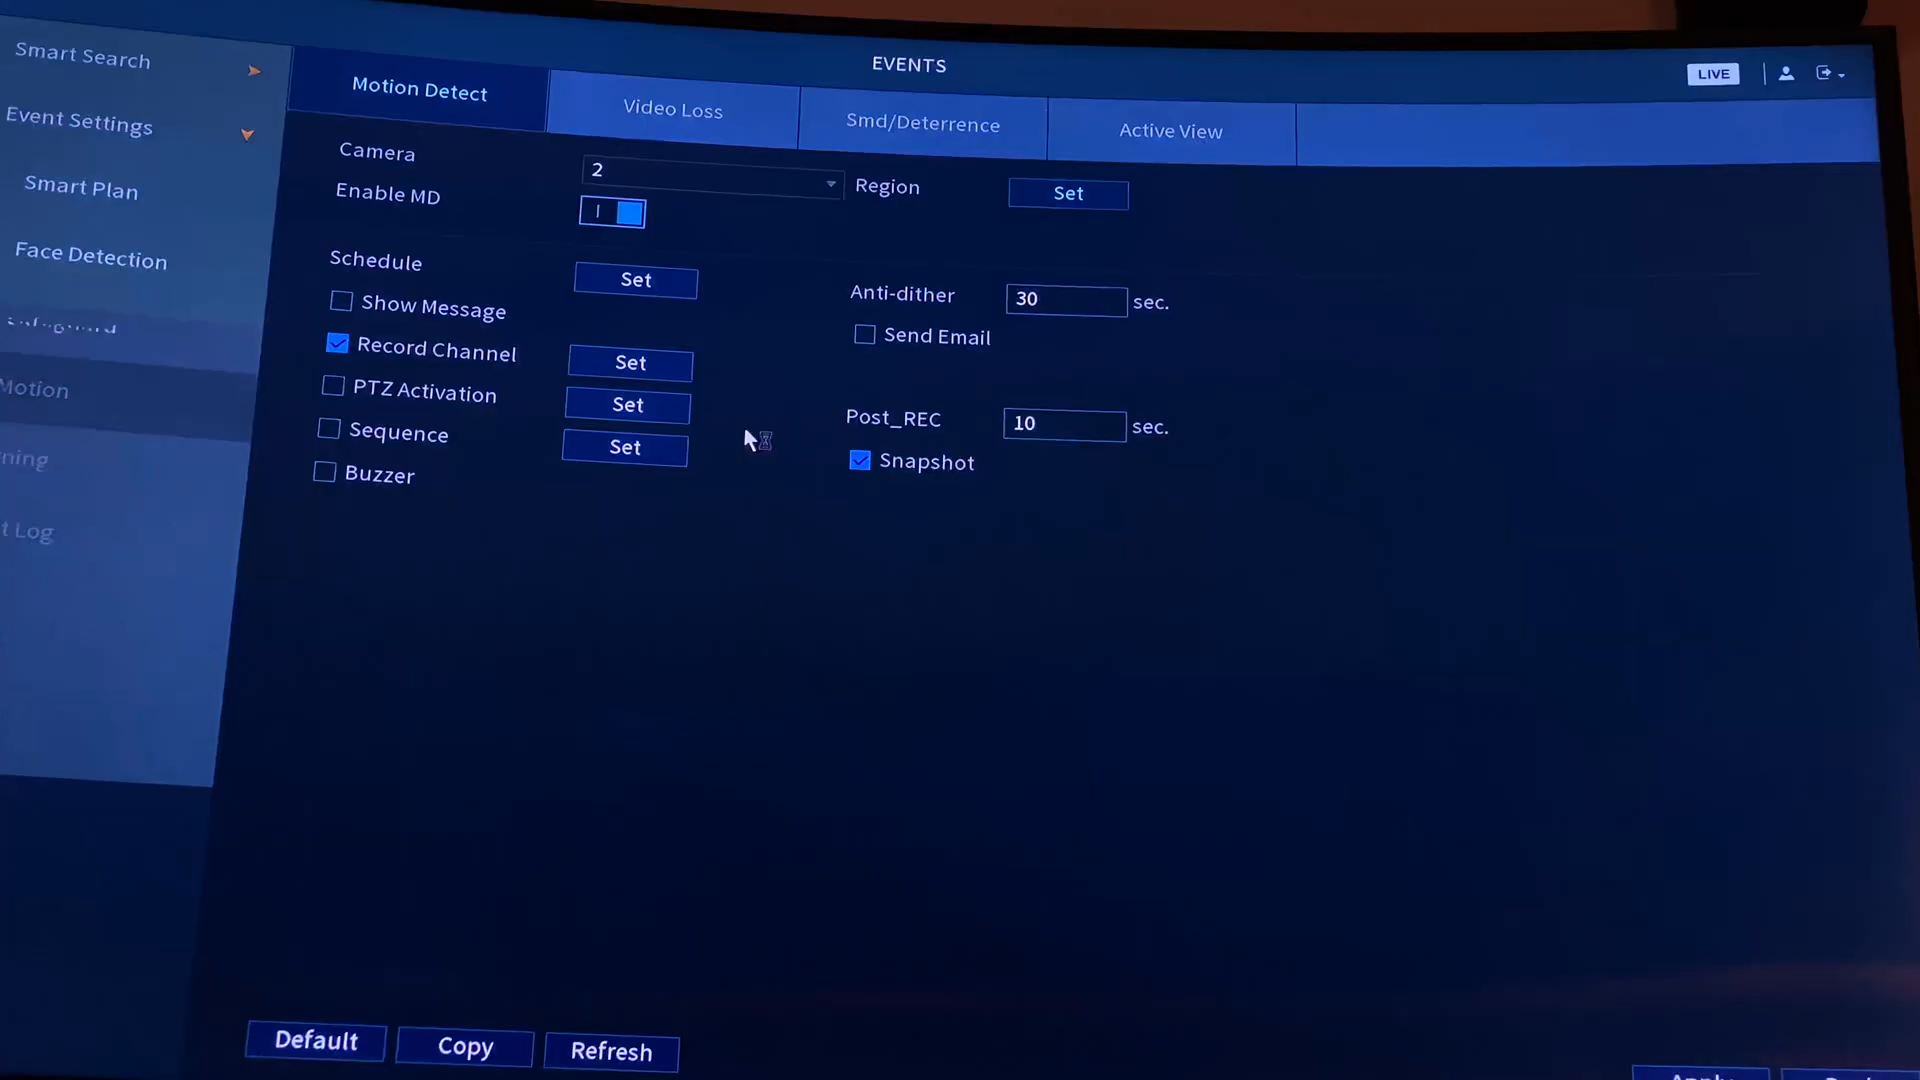 EVENTS
LIVE
Smart Search
Event Settings
Smart Plan
Face Detection
Motion
ning
t Log
Motion Detect
Video Loss
Smd/Deterrence
Active View
Camera
2
Region
Set
Enable MD
Schedule
Set
Anti-dither
30
sec.
Show Message
Send Email
Record Channel
Set
PTZ Activation
Set
Post_REC
10
sec.
Sequence
Set
Snapshot
Buzzer
Default
Copy
Refresh